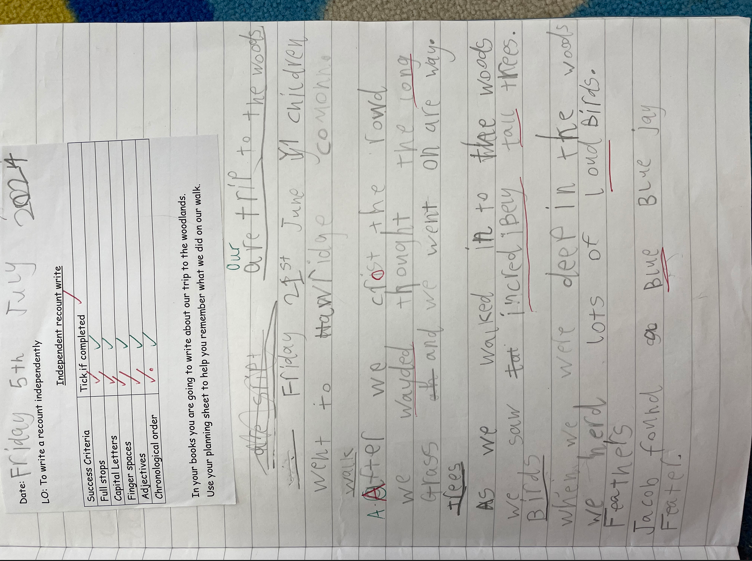 Date: Friday 5th July 2024
LO: To write a recount independently
Independent recount write
Success Criteria Tick if completed
Full stops
Capital Letters
Finger spaces
Adjectives
Chronological order
In your books you are going to write about our trip to the woodlands.
Use your planning sheet to help you remember what we did on our walk.
our
are trip to the woods
Friday 21st June Y1 children
went to Hawridge comonn.
walk
After we crost the rowd
we wayded thought the long
Grass and we went on are way.
trees
As we walked in to the woods
we saw incredibey tall trees.
Birds
when we were deep in the woods
we herd lots of loud Birds.
Feathers
Jacob found a Blue Blue jay
Feater.